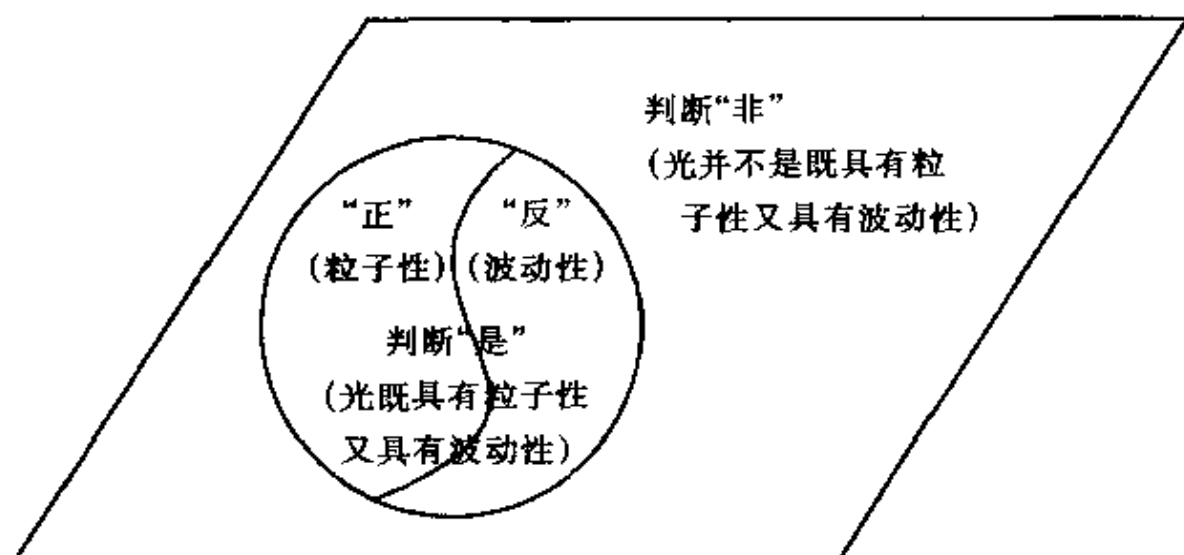 判断“非”
(光并不是既具有粒
子性又具有波动性)
“正” “反”
(粒子性) (波动性)
判断“是”
(光既具有粒子性
又具有波动性)